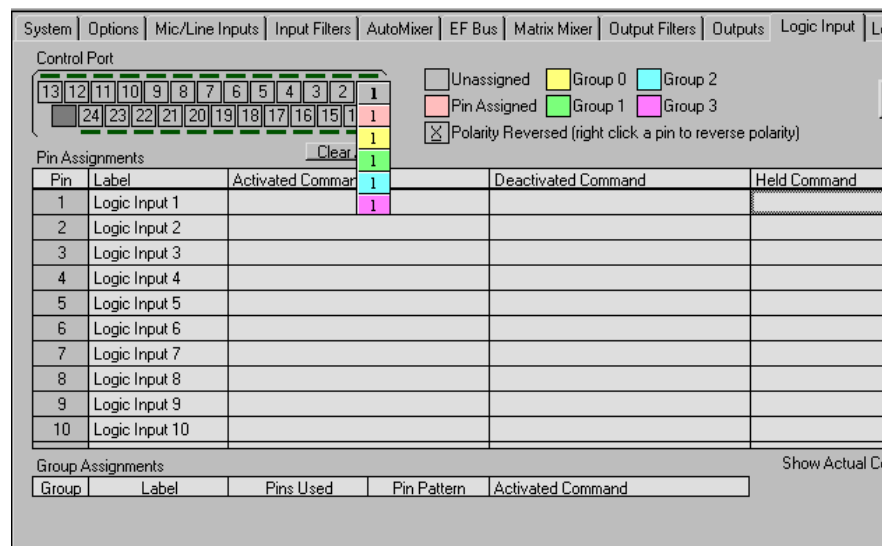 System Options Mic/Line Inputs Input Filters AutoMixer EF Bus Matrix Mixer Output Filters Outputs Logic Input
Control Port
13 12 11 10 9 8 7 6 5 4 3 2 1
24 23 22 21 20 19 18 17 16 15 1
1
1
1
1
Unassigned Group 0 Group 2
Pin Assigned Group 1 Group 3
X Polarity Reversed (right click a pin to reverse polarity)
Pin Assignments Clear
Pin Label Activated Comman Deactivated Command Held Command
1 Logic Input 1
2 Logic Input 2
3 Logic Input 3
4 Logic Input 4
5 Logic Input 5
6 Logic Input 6
7 Logic Input 7
8 Logic Input 8
9 Logic Input 9
10 Logic Input 10
Group Assignments Show Actual C
Group Label Pins Used Pin Pattern Activated Command